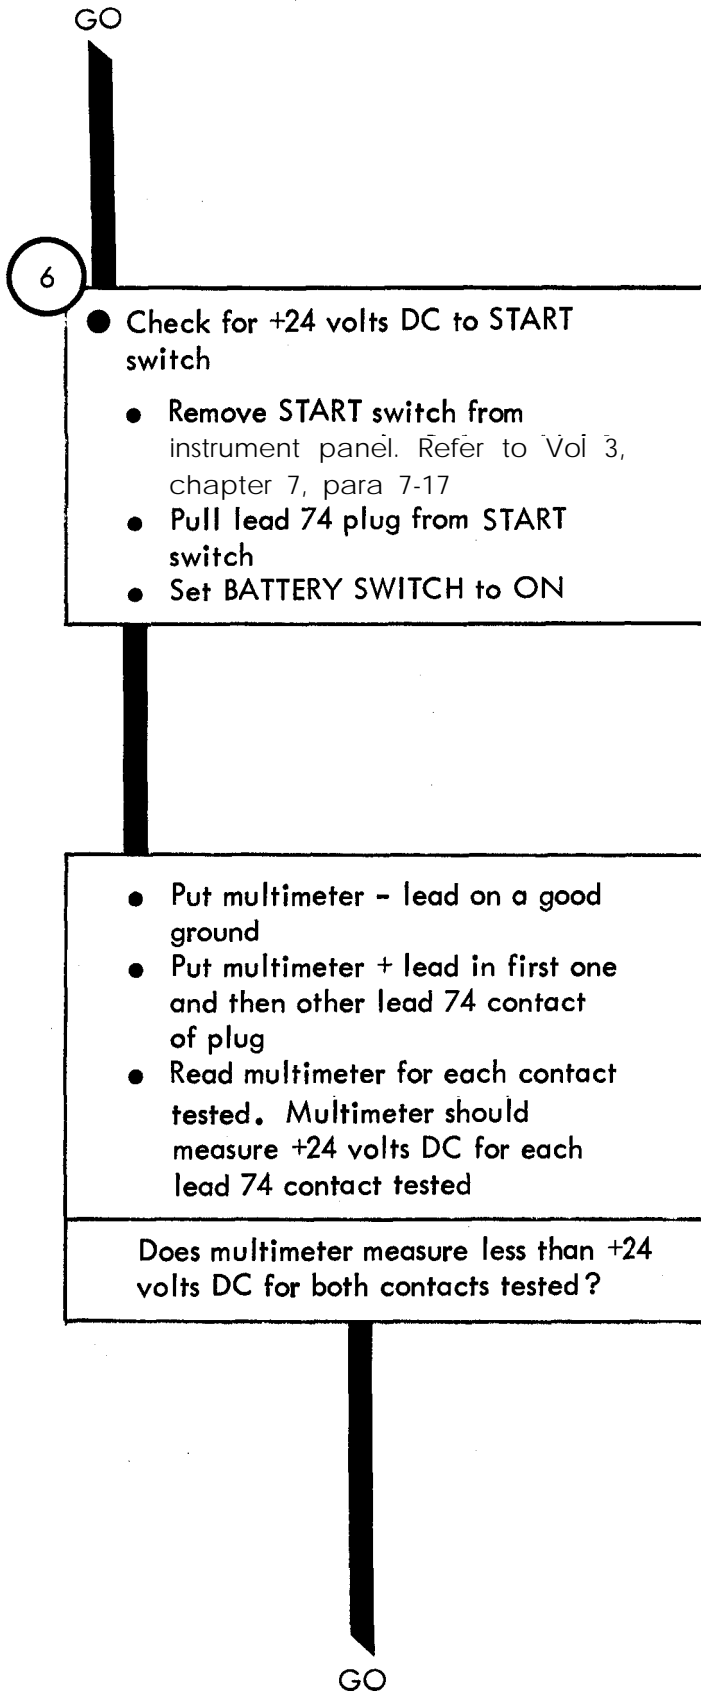 GO
6
● Check for +24 volts DC to START
switch
● Remove START switch from
instrument panel. Refer to Vol 3,
chapter 7, para 7-17
● Pull lead 74 plug from START
switch
● Set BATTERY SWITCH to ON
● Put multimeter - lead on a good
ground
● Put multimeter + lead in first one
and then other lead 74 contact
of plug
● Read multimeter for each contact
tested. Multimeter should
measure +24 volts DC for each
lead 74 contact tested
Does multimeter measure less than +24
volts DC for both contacts tested?
GO